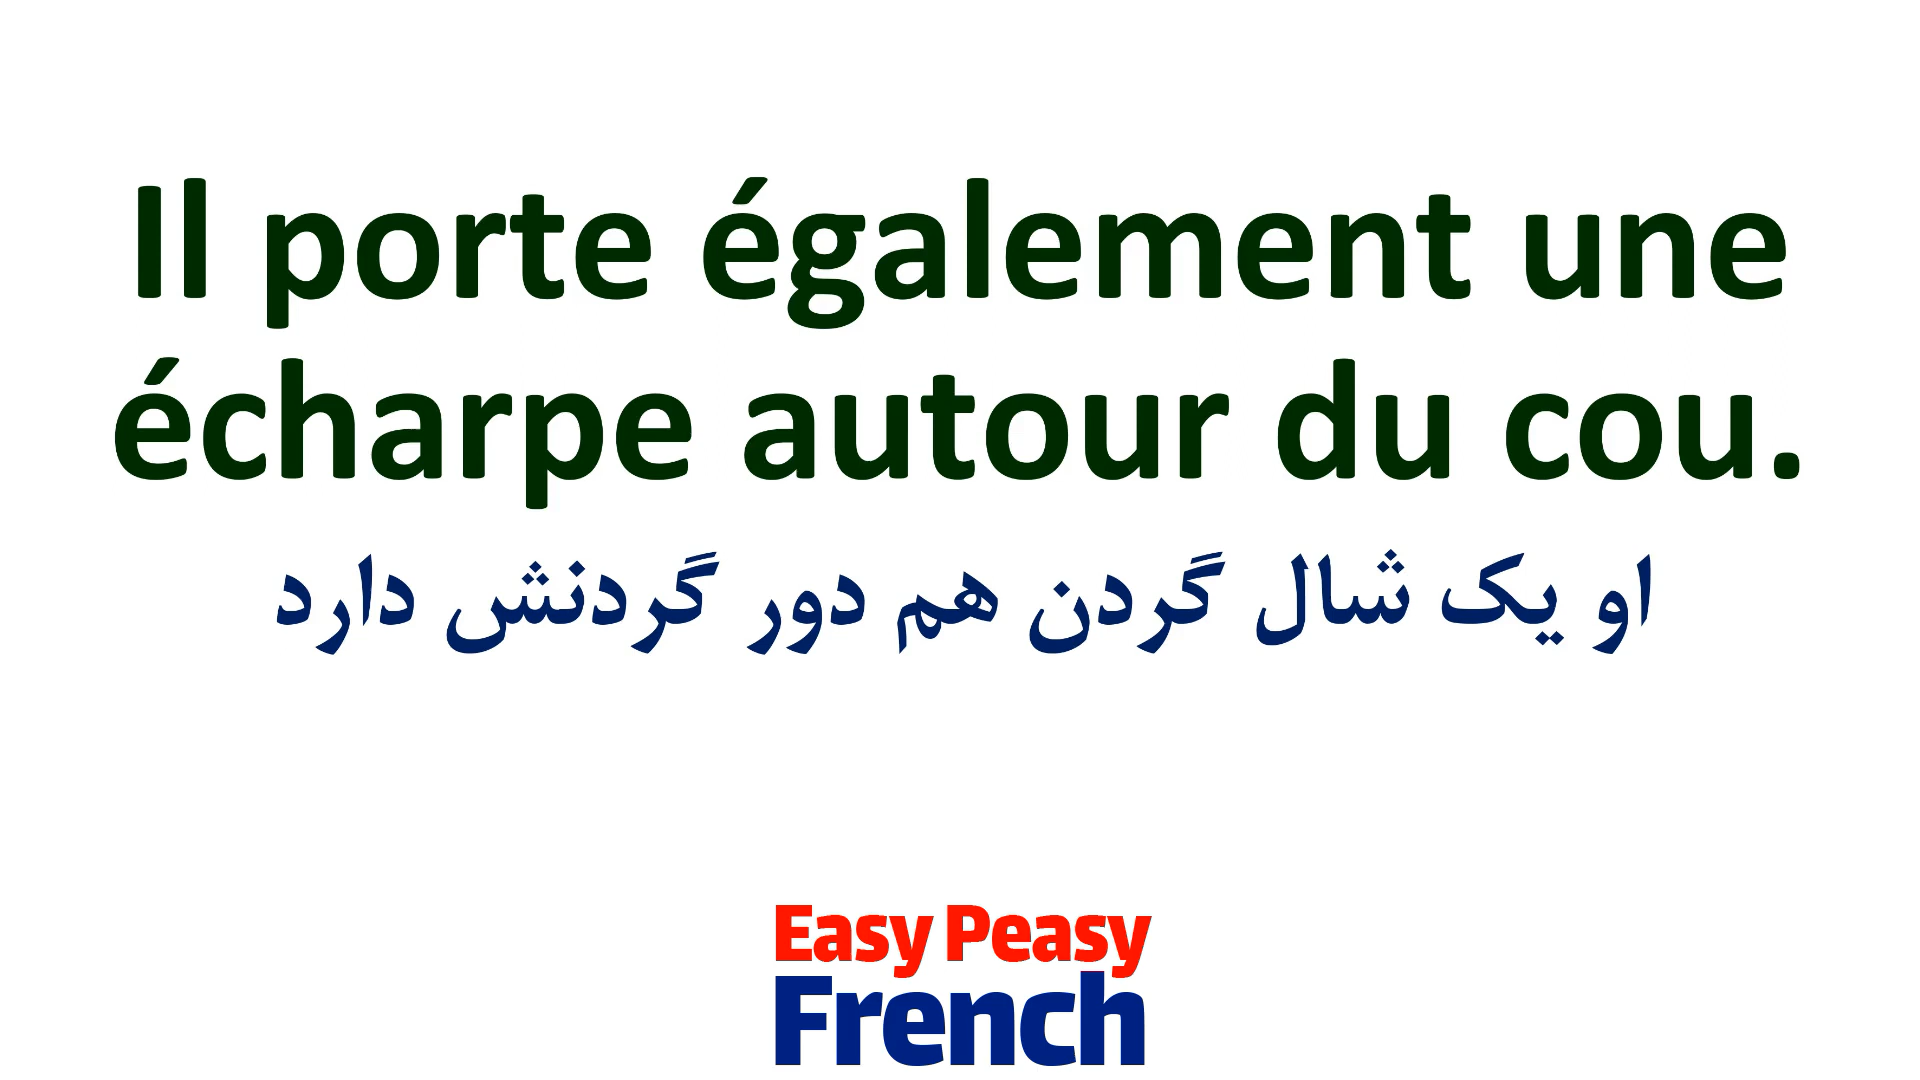 Il porte également une
écharpe autour du cou.
او یک شال گردن هم دور گردنش دارد
Easy Peasy
French